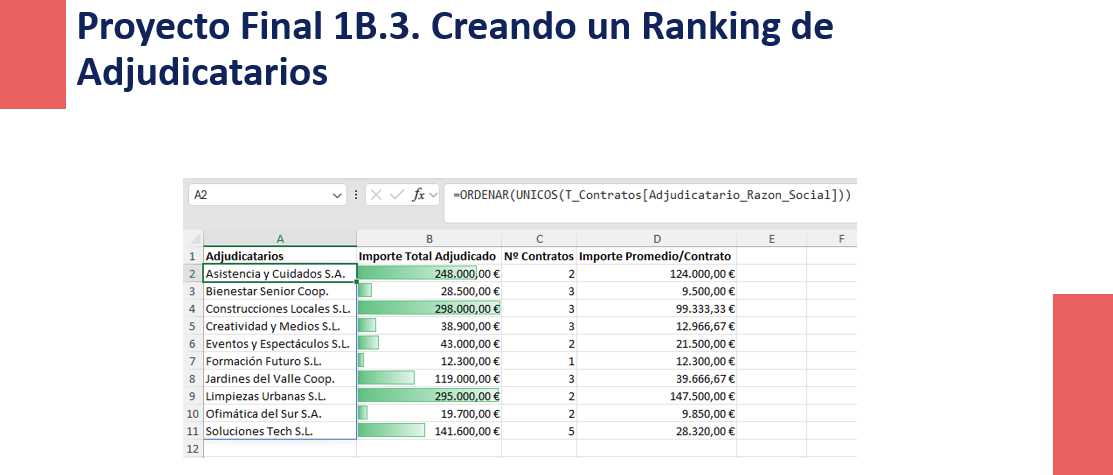 Proyecto Final 1B.3. Creando un Ranking de
Adjudicatarios
A2 fx =ORDENAR(UNICOS(T_Contratos[Adjudicatario_Razon_Social]))
A B C D E F
1 Adjudicatarios Importe Total Adjudicado Nº Contratos Importe Promedio/Contrato
2 Asistencia y Cuidados S.A. 248.000,00 € 2 124.000,00 €
3 Bienestar Senior Coop. 28.500,00 € 3 9.500,00 €
4 Construcciones Locales S.L. 298.000,00 € 3 99.333,33 €
5 Creatividad y Medios S.L. 38.900,00 € 3 12.966,67 €
6 Eventos y Espectáculos S.L. 43.000,00 € 2 21.500,00 €
7 Formación Futuro S.L. 12.300,00 € 1 12.300,00 €
8 Jardines del Valle Coop. 119.000,00 € 3 39.666,67 €
9 Limpiezas Urbanas S.L. 295.000,00 € 2 147.500,00 €
10 Ofimática del Sur S.A. 19.700,00 € 2 9.850,00 €
11 Soluciones Tech S.L. 141.600,00 € 5 28.320,00 €
12